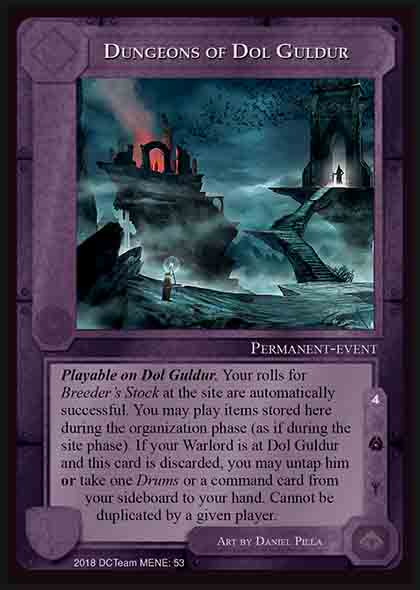 Dungeons of Dol Guldur
Permanent-event
Playable on Dol Guldur. Your rolls for
Breeder's Stock at the site are automatically
successful. You may play items stored here
during the organization phase (as if during the
site phase). If your Warlord is at Dol Guldur
and this card is discarded, you may untap him
or take one Drums or a command card from
your sideboard to your hand. Cannot be
duplicated by a given player.
4
Art by Daniel Pilla
2018 DCTeam MENE: 53